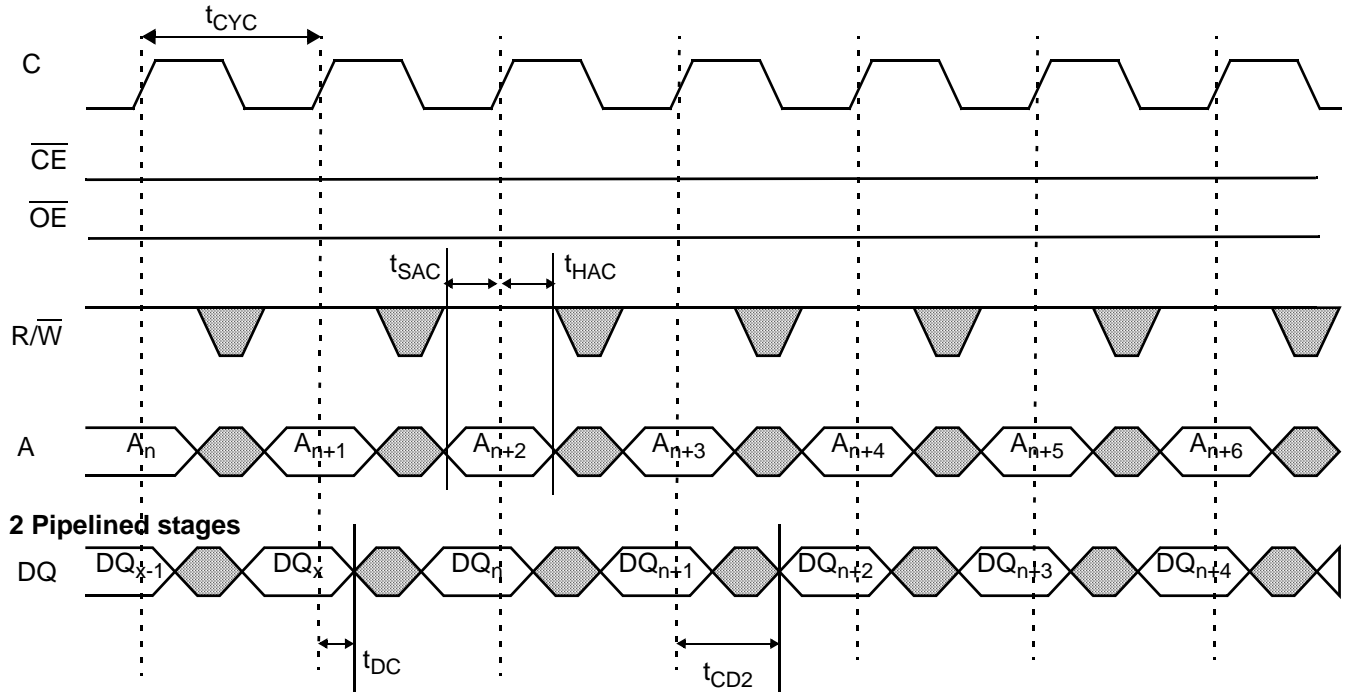 tCYC
C
CE
OE
tSAC tHAC
R/W
A An An+1 An+2 An+3 An+4 An+5 An+6
2 Pipelined stages
DQ DQx-1 DQx DQn DQn+1 DQn+2 DQn+3 DQn+4
tDC tCD2